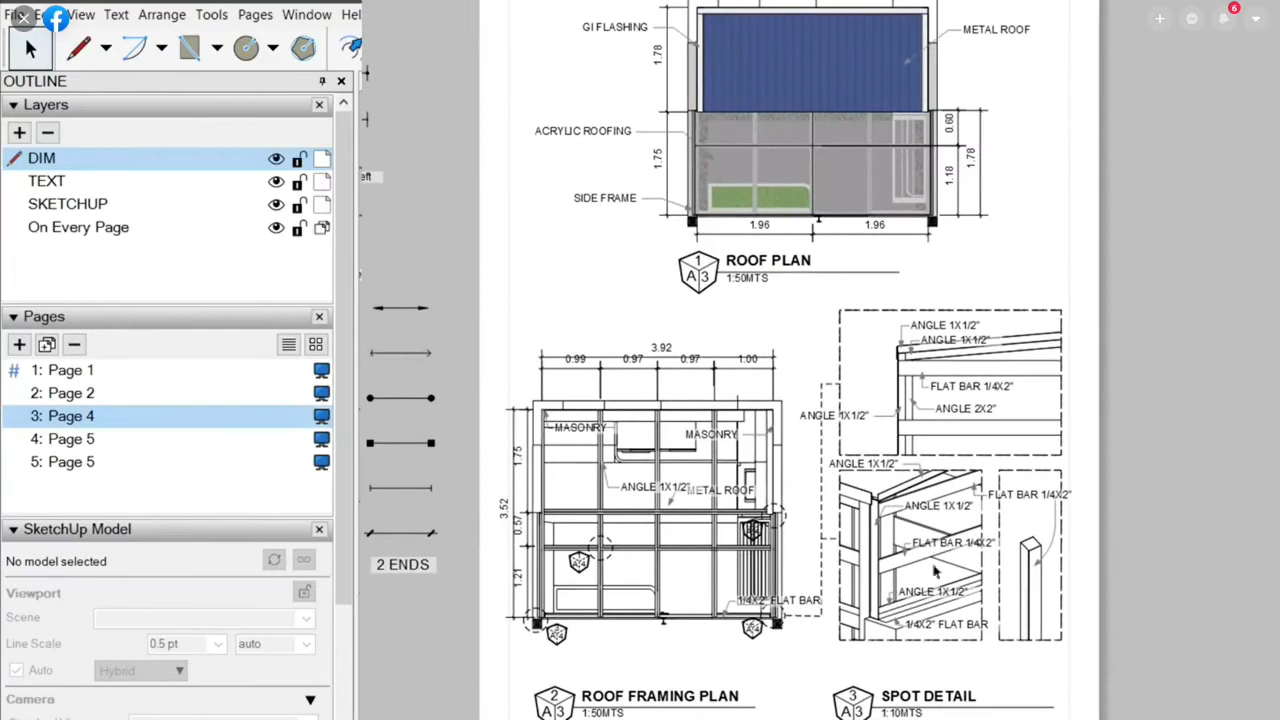 File Edit View Text Arrange Tools Pages Window Hel
6
OUTLINE
Layers
DIM
TEXT
SKETCHUP
On Every Page
Pages
# 1: Page 1
2: Page 2
3: Page 4
4: Page 5
5: Page 5
SketchUp Model
No model selected
Viewport
Scene
Line Scale 0.5 pt auto
Auto Hybrid
Camera
eft
2 ENDS
GI FLASHING
METAL ROOF
1.78
ACRYLIC ROOFING
0.60
1.75
1.78
1.18
SIDE FRAME
1.96 1.96
1
A 3
ROOF PLAN
1:50MTS
3.92
0.99 0.97 0.97 1.00
MASONRY
MASONRY
1.75
ANGLE 1X1/2"
METAL ROOF
3.52
0.57
1.21
1/4X2" FLAT BAR
2
A 3
ROOF FRAMING PLAN
1:50MTS
ANGLE 1X1/2"
ANGLE 1X1/2"
FLAT BAR 1/4X2"
ANGLE 2X2"
ANGLE 1X1/2"
ANGLE 1X1/2"
FLAT BAR 1/4X2"
ANGLE 1X1/2"
FLAT BAR 1/4X2"
ANGLE 1X1/2"
1/4X2" FLAT BAR
3
A 3
SPOT DETAIL
1:10MTS